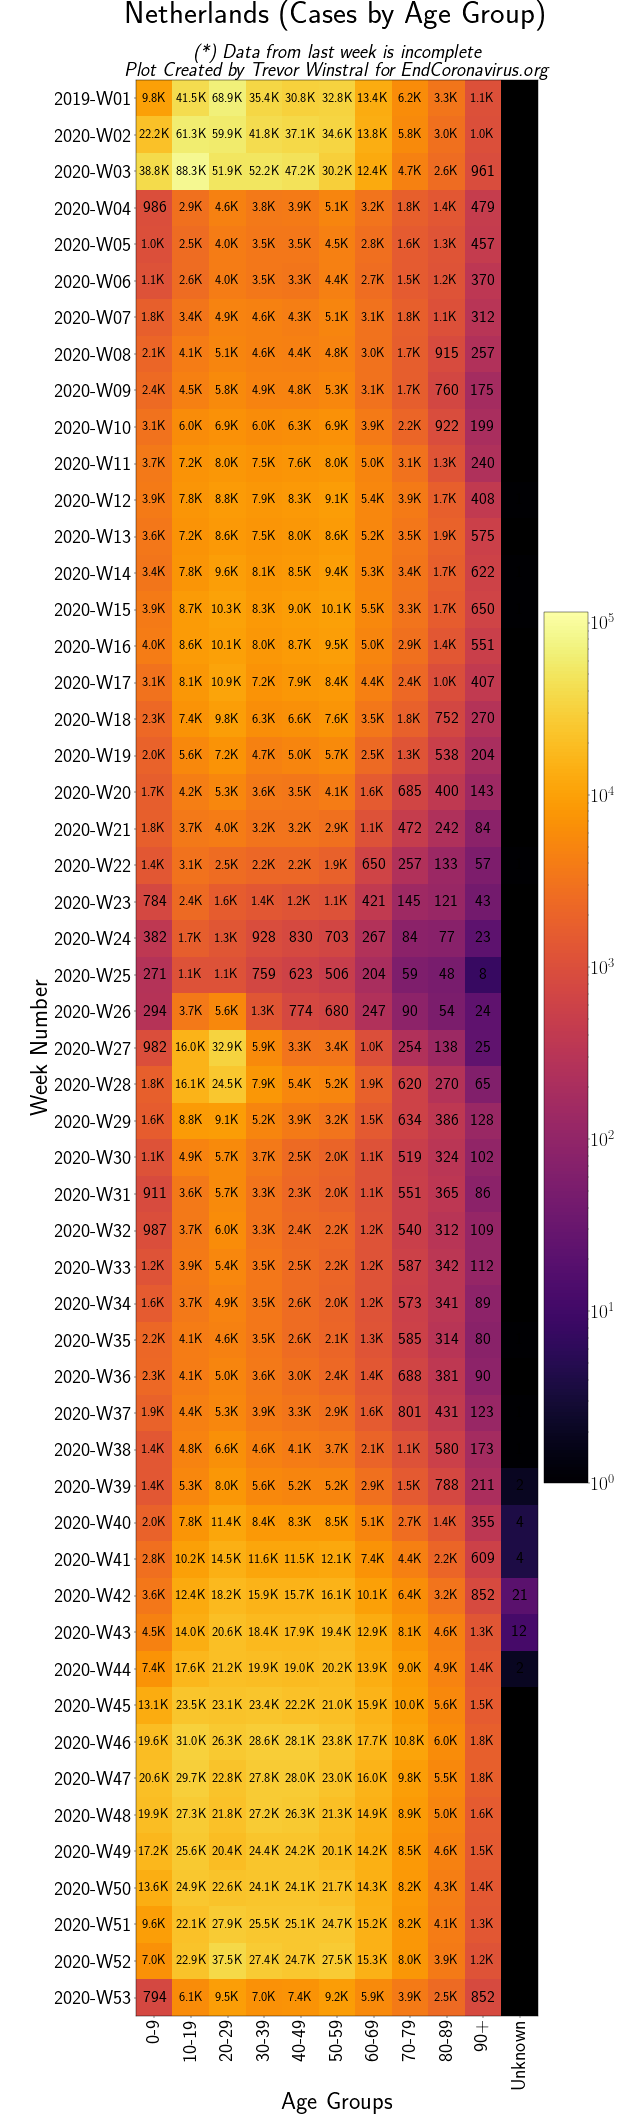 Netherlands (Cases by Age Group)
(*) Data from last week is incomplete
Plot Created by Trevor Winstral for EndCoronavirus.org
2019-W01 9.8K 41.5K 68.9K 35.4K 30.8K 32.8K 13.4K 6.2K 3.3K 1.1K
2020-W02 22.2K 61.3K 59.9K 41.8K 37.1K 34.6K 13.8K 5.8K 3.0K 1.0K
2020-W03 38.8K 88.3K 51.9K 52.2K 47.2K 30.2K 12.4K 4.7K 2.6K 961
2020-W04 986 2.9K 4.6K 3.8K 3.9K 5.1K 3.2K 1.8K 1.4K 479
2020-W05 1.0K 2.5K 4.0K 3.5K 3.5K 4.5K 2.8K 1.6K 1.3K 457
2020-W06 1.1K 2.6K 4.0K 3.5K 3.3K 4.4K 2.7K 1.5K 1.2K 370
2020-W07 1.8K 3.4K 4.9K 4.6K 4.3K 5.1K 3.1K 1.8K 1.1K 312
2020-W08 2.1K 4.1K 5.1K 4.6K 4.4K 4.8K 3.0K 1.7K 915 257
2020-W09 2.4K 4.5K 5.8K 4.9K 4.8K 5.3K 3.1K 1.7K 760 175
2020-W10 3.1K 6.0K 6.9K 6.0K 6.3K 6.9K 3.9K 2.2K 922 199
2020-W11 3.7K 7.2K 8.0K 7.5K 7.6K 8.0K 5.0K 3.1K 1.3K 240
2020-W12 3.9K 7.8K 8.8K 7.9K 8.3K 9.1K 5.4K 3.9K 1.7K 408
2020-W13 3.6K 7.2K 8.6K 7.5K 8.0K 8.6K 5.2K 3.5K 1.9K 575
2020-W14 3.4K 7.8K 9.6K 8.1K 8.5K 9.4K 5.3K 3.4K 1.7K 622
2020-W15 3.9K 8.7K 10.3K 8.3K 9.0K 10.1K 5.5K 3.3K 1.7K 650
2020-W16 4.0K 8.6K 10.1K 8.0K 8.7K 9.5K 5.0K 2.9K 1.4K 551
2020-W17 3.1K 8.1K 10.9K 7.2K 7.9K 8.4K 4.4K 2.4K 1.0K 407
2020-W18 2.3K 7.4K 9.8K 6.3K 6.6K 7.6K 3.5K 1.8K 752 270
2020-W19 2.0K 5.6K 7.2K 4.7K 5.0K 5.7K 2.5K 1.3K 538 204
2020-W20 1.7K 4.2K 5.3K 3.6K 3.5K 4.1K 1.6K 685 400 143
2020-W21 1.8K 3.7K 4.0K 3.2K 3.2K 2.9K 1.1K 472 242 84
2020-W22 1.4K 3.1K 2.5K 2.2K 2.2K 1.9K 650 257 133 57
2020-W23 784 2.4K 1.6K 1.4K 1.2K 1.1K 421 145 121 43
2020-W24 382 1.7K 1.3K 928 830 703 267 84 77 23
2020-W25 271 1.1K 1.1K 759 623 506 204 59 48 8
2020-W26 294 3.7K 5.6K 1.3K 774 680 247 90 54 24
2020-W27 982 16.0K 32.9K 5.9K 3.3K 3.4K 1.0K 254 138 25
2020-W28 1.8K 16.1K 24.5K 7.9K 5.4K 5.2K 1.9K 620 270 65
2020-W29 1.6K 8.8K 9.1K 5.2K 3.9K 3.2K 1.5K 634 386 128
2020-W30 1.1K 4.9K 5.7K 3.7K 2.5K 2.0K 1.1K 519 324 102
2020-W31 911 3.6K 5.7K 3.3K 2.3K 2.0K 1.1K 551 365 86
2020-W32 987 3.7K 6.0K 3.3K 2.4K 2.2K 1.2K 540 312 109
2020-W33 1.2K 3.9K 5.4K 3.5K 2.5K 2.2K 1.2K 587 342 112
2020-W34 1.6K 3.7K 4.9K 3.5K 2.6K 2.0K 1.2K 573 341 89
2020-W35 2.2K 4.1K 4.6K 3.5K 2.6K 2.1K 1.3K 585 314 80
2020-W36 2.3K 4.1K 5.0K 3.6K 3.0K 2.4K 1.4K 688 381 90
2020-W37 1.9K 4.4K 5.3K 3.9K 3.3K 2.9K 1.6K 801 431 123
2020-W38 1.4K 4.8K 6.6K 4.6K 4.1K 3.7K 2.1K 1.1K 580 173
2020-W39 1.4K 5.3K 8.0K 5.6K 5.2K 5.2K 2.9K 1.5K 788 211 2
2020-W40 2.0K 7.8K 11.4K 8.4K 8.3K 8.5K 5.1K 2.7K 1.4K 355 4
2020-W41 2.8K 10.2K 14.5K 11.6K 11.5K 12.1K 7.4K 4.4K 2.2K 609 4
2020-W42 3.6K 12.4K 18.2K 15.9K 15.7K 16.1K 10.1K 6.4K 3.2K 852 21
2020-W43 4.5K 14.0K 20.6K 18.4K 17.9K 19.4K 12.9K 8.1K 4.6K 1.3K 12
2020-W44 7.4K 17.6K 21.2K 19.9K 19.0K 20.2K 13.9K 9.0K 4.9K 1.4K 2
2020-W45 13.1K 23.5K 23.1K 23.4K 22.2K 21.0K 15.9K 10.0K 5.6K 1.5K
2020-W46 19.6K 31.0K 26.3K 28.6K 28.1K 23.8K 17.7K 10.8K 6.0K 1.8K
2020-W47 20.6K 29.7K 22.8K 27.8K 28.0K 23.0K 16.0K 9.8K 5.5K 1.8K
2020-W48 19.9K 27.3K 21.8K 27.2K 26.3K 21.3K 14.9K 8.9K 5.0K 1.6K
2020-W49 17.2K 25.6K 20.4K 24.4K 24.2K 20.1K 14.2K 8.5K 4.6K 1.5K
2020-W50 13.6K 24.9K 22.6K 24.1K 24.1K 21.7K 14.3K 8.2K 4.3K 1.4K
2020-W51 9.6K 22.1K 27.9K 25.5K 25.1K 24.7K 15.2K 8.2K 4.1K 1.3K
2020-W52 7.0K 22.9K 37.5K 27.4K 24.7K 27.5K 15.3K 8.0K 3.9K 1.2K
2020-W53 794 6.1K 9.5K 7.0K 7.4K 9.2K 5.9K 3.9K 2.5K 852
0-9 10-19 20-29 30-39 40-49 50-59 60-69 70-79 80-89 90+ Unknown
Age Groups
Week Number
10⁵
10⁴
10³
10²
10¹
10⁰